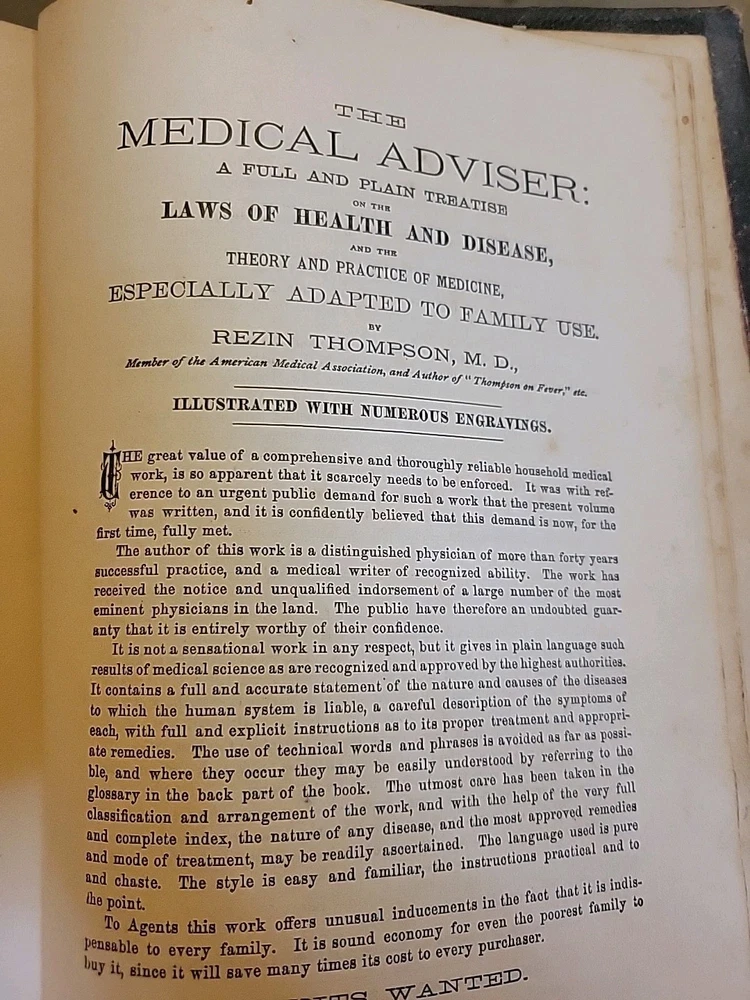 THE
MEDICAL ADVISER:
A FULL AND PLAIN TREATISE
ON THE
LAWS OF HEALTH AND DISEASE,
AND THE
THEORY AND PRACTICE OF MEDICINE,
ESPECIALLY ADAPTED TO FAMILY USE.
BY
REZIN THOMPSON, M. D.,
Member of the American Medical Association, and Author of "Thompson on Fever," etc.
ILLUSTRATED WITH NUMEROUS ENGRAVINGS.
THE great value of a comprehensive and thoroughly reliable household medical
work, is so apparent that it scarcely needs to be enforced. It was with ref-
erence to an urgent public demand for such a work that the present volume
was written, and it is confidently believed that this demand is now, for the
first time, fully met.
The author of this work is a distinguished physician of more than forty years
successful practice, and a medical writer of recognized ability. The work has
received the notice and unqualified indorsement of a large number of the most
eminent physicians in the land. The public have therefore an undoubted guar-
anty that it is entirely worthy of their confidence.
It is not a sensational work in any respect, but it gives in plain language such
results of medical science as are recognized and approved by the highest authorities.
It contains a full and accurate statement of the nature and causes of the diseases
to which the human system is liable, a careful description of the symptoms of
each, with full and explicit instructions as to its proper treatment and appropri-
ate remedies. The use of technical words and phrases is avoided as far as possi-
ble, and where they occur they may be easily understood by referring to the
glossary in the back part of the book. The utmost care has been taken in the
classification and arrangement of the work, and with the help of the very full
and complete index, the nature of any disease, and the most approved remedies
and mode of treatment, may be readily ascertained. The language used is pure
and chaste. The style is easy and familiar, the instructions practical and to
the point.
To Agents this work offers unusual inducements in the fact that it is indis-
pensable to every family. It is sound economy for even the poorest family to
buy it, since it will save many times its cost to every purchaser.
WANTED.